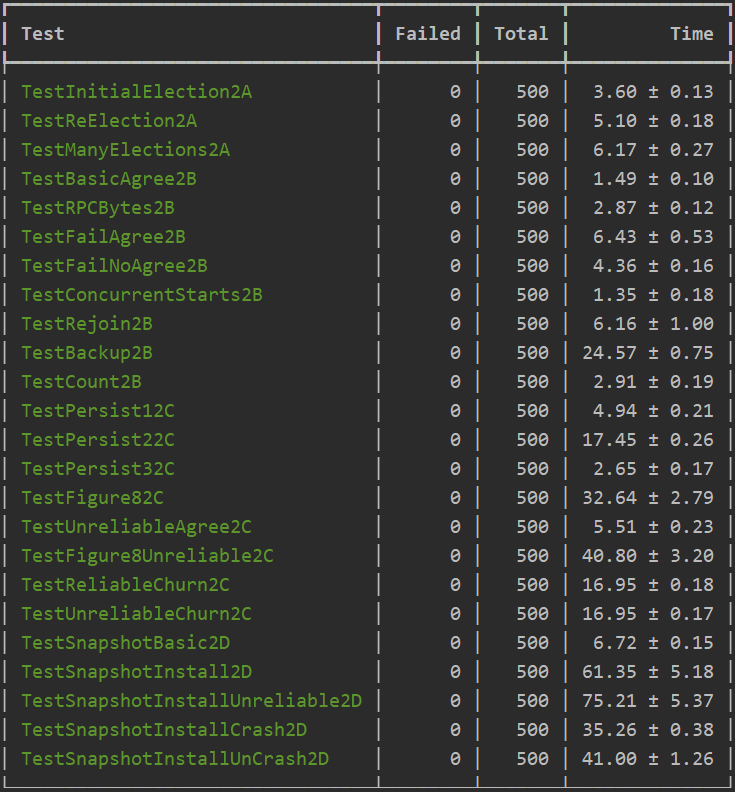 Test Failed Total Time
TestInitialElection2A 0 500 3.60 ± 0.13
TestReElection2A 0 500 5.10 ± 0.18
TestManyElections2A 0 500 6.17 ± 0.27
TestBasicAgree2B 0 500 1.49 ± 0.10
TestRPCBytes2B 0 500 2.87 ± 0.12
TestFailAgree2B 0 500 6.43 ± 0.53
TestFailNoAgree2B 0 500 4.36 ± 0.16
TestConcurrentStarts2B 0 500 1.35 ± 0.18
TestRejoin2B 0 500 6.16 ± 1.00
TestBackup2B 0 500 24.57 ± 0.75
TestCount2B 0 500 2.91 ± 0.19
TestPersist12C 0 500 4.94 ± 0.21
TestPersist22C 0 500 17.45 ± 0.26
TestPersist32C 0 500 2.65 ± 0.17
TestFigure82C 0 500 32.64 ± 2.79
TestUnreliableAgree2C 0 500 5.51 ± 0.23
TestFigure8Unreliable2C 0 500 40.80 ± 3.20
TestReliableChurn2C 0 500 16.95 ± 0.18
TestUnreliableChurn2C 0 500 16.95 ± 0.17
TestSnapshotBasic2D 0 500 6.72 ± 0.15
TestSnapshotInstall2D 0 500 61.35 ± 5.18
TestSnapshotInstallUnreliable2D 0 500 75.21 ± 5.37
TestSnapshotInstallCrash2D 0 500 35.26 ± 0.38
TestSnapshotInstallUnCrash2D 0 500 41.00 ± 1.26